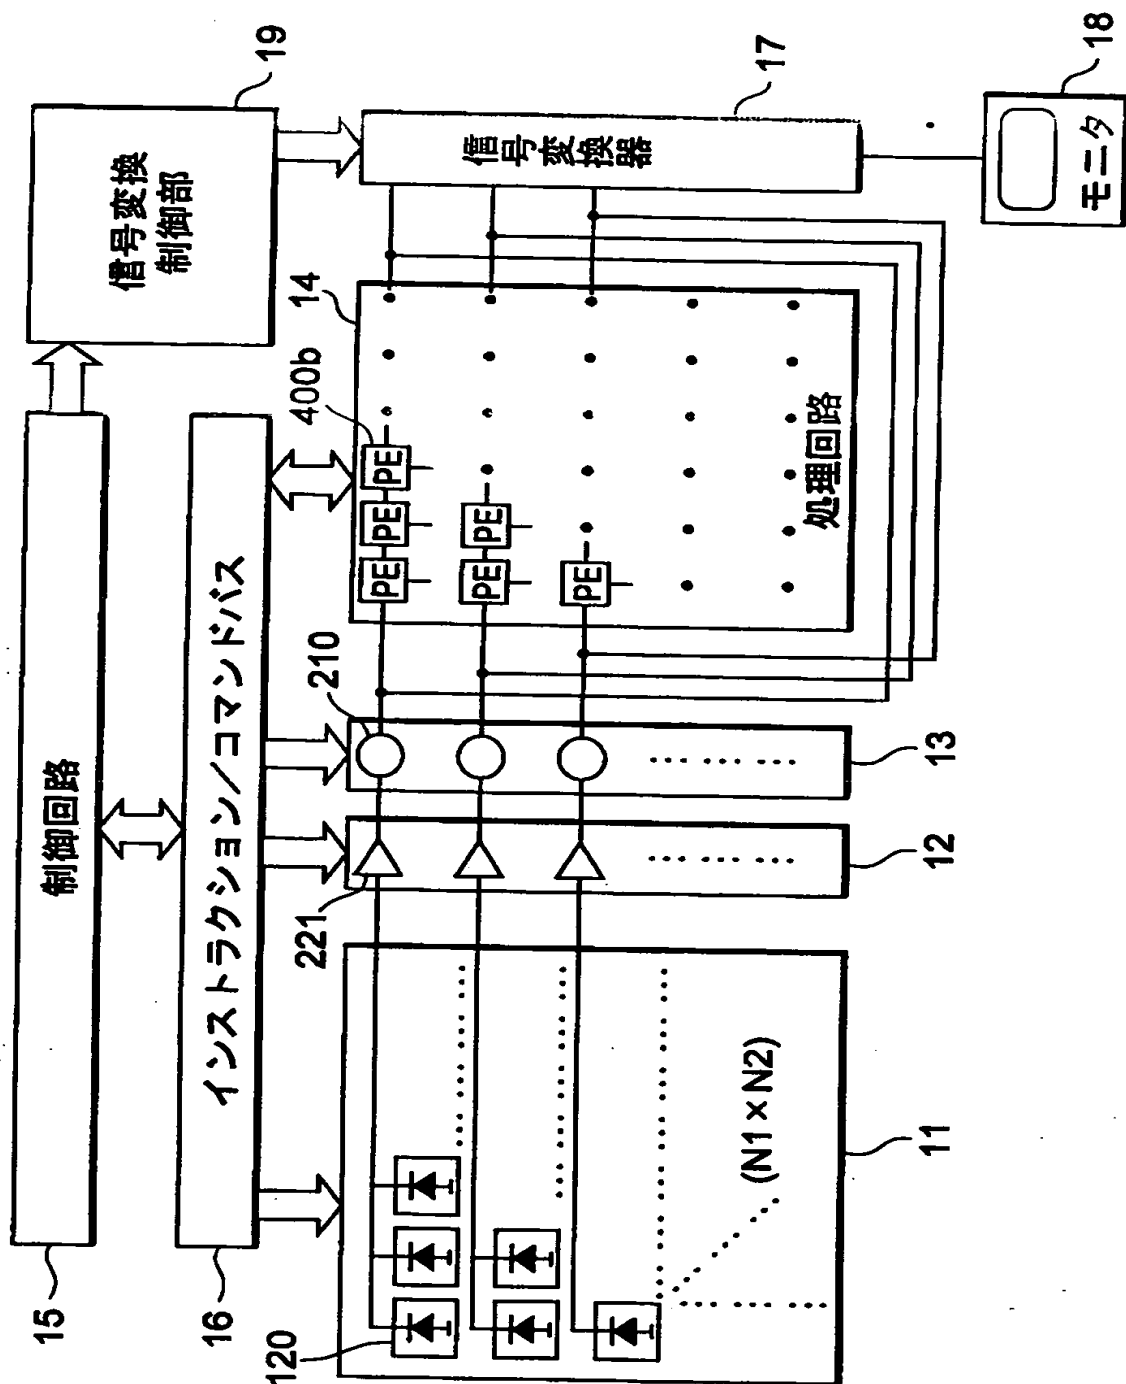 15
制御回路
信号変換
制御部
19
16
インストラクション/コマンドバス
120
221
210
14
400b
PE
PE
PE
PE
PE
PE
処理回路
信号変換器
17
モニタ
18
(N1×N2)
11
12
13